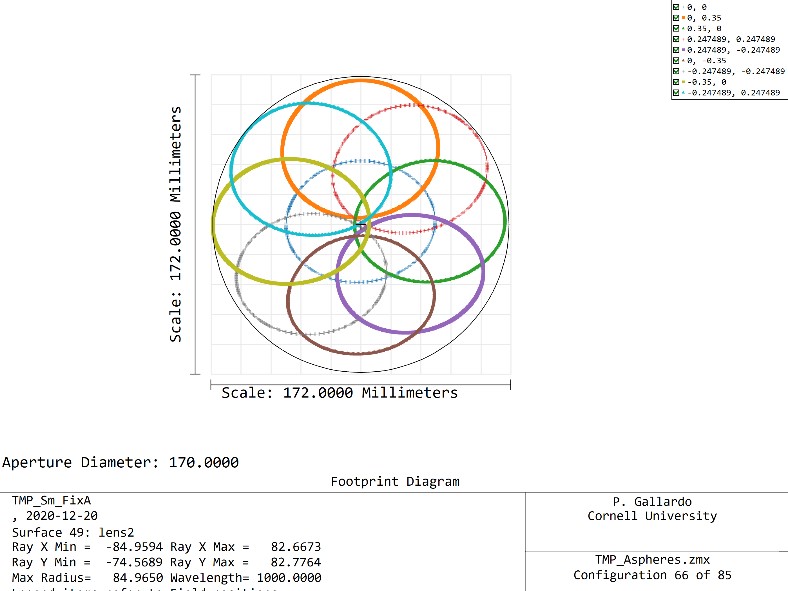 0, 0
0, 0.35
0.35, 0
0.247489, 0.247489
0.247489, -0.247489
0, -0.35
-0.247489, -0.247489
-0.35, 0
-0.247489, 0.247489
Scale: 172.0000 Millimeters
Scale: 172.0000 Millimeters
Aperture Diameter: 170.0000
Footprint Diagram
TMP_Sm_FixA
, 2020-12-20
Surface 49: lens2
Ray X Min = -84.9594 Ray X Max = 82.6673
Ray Y Min = -74.5689 Ray Y Max = 82.7764
Max Radius= 84.9650 Wavelength= 1000.0000
P. Gallardo
Cornell University
TMP_Aspheres.zmx
Configuration 66 of 85